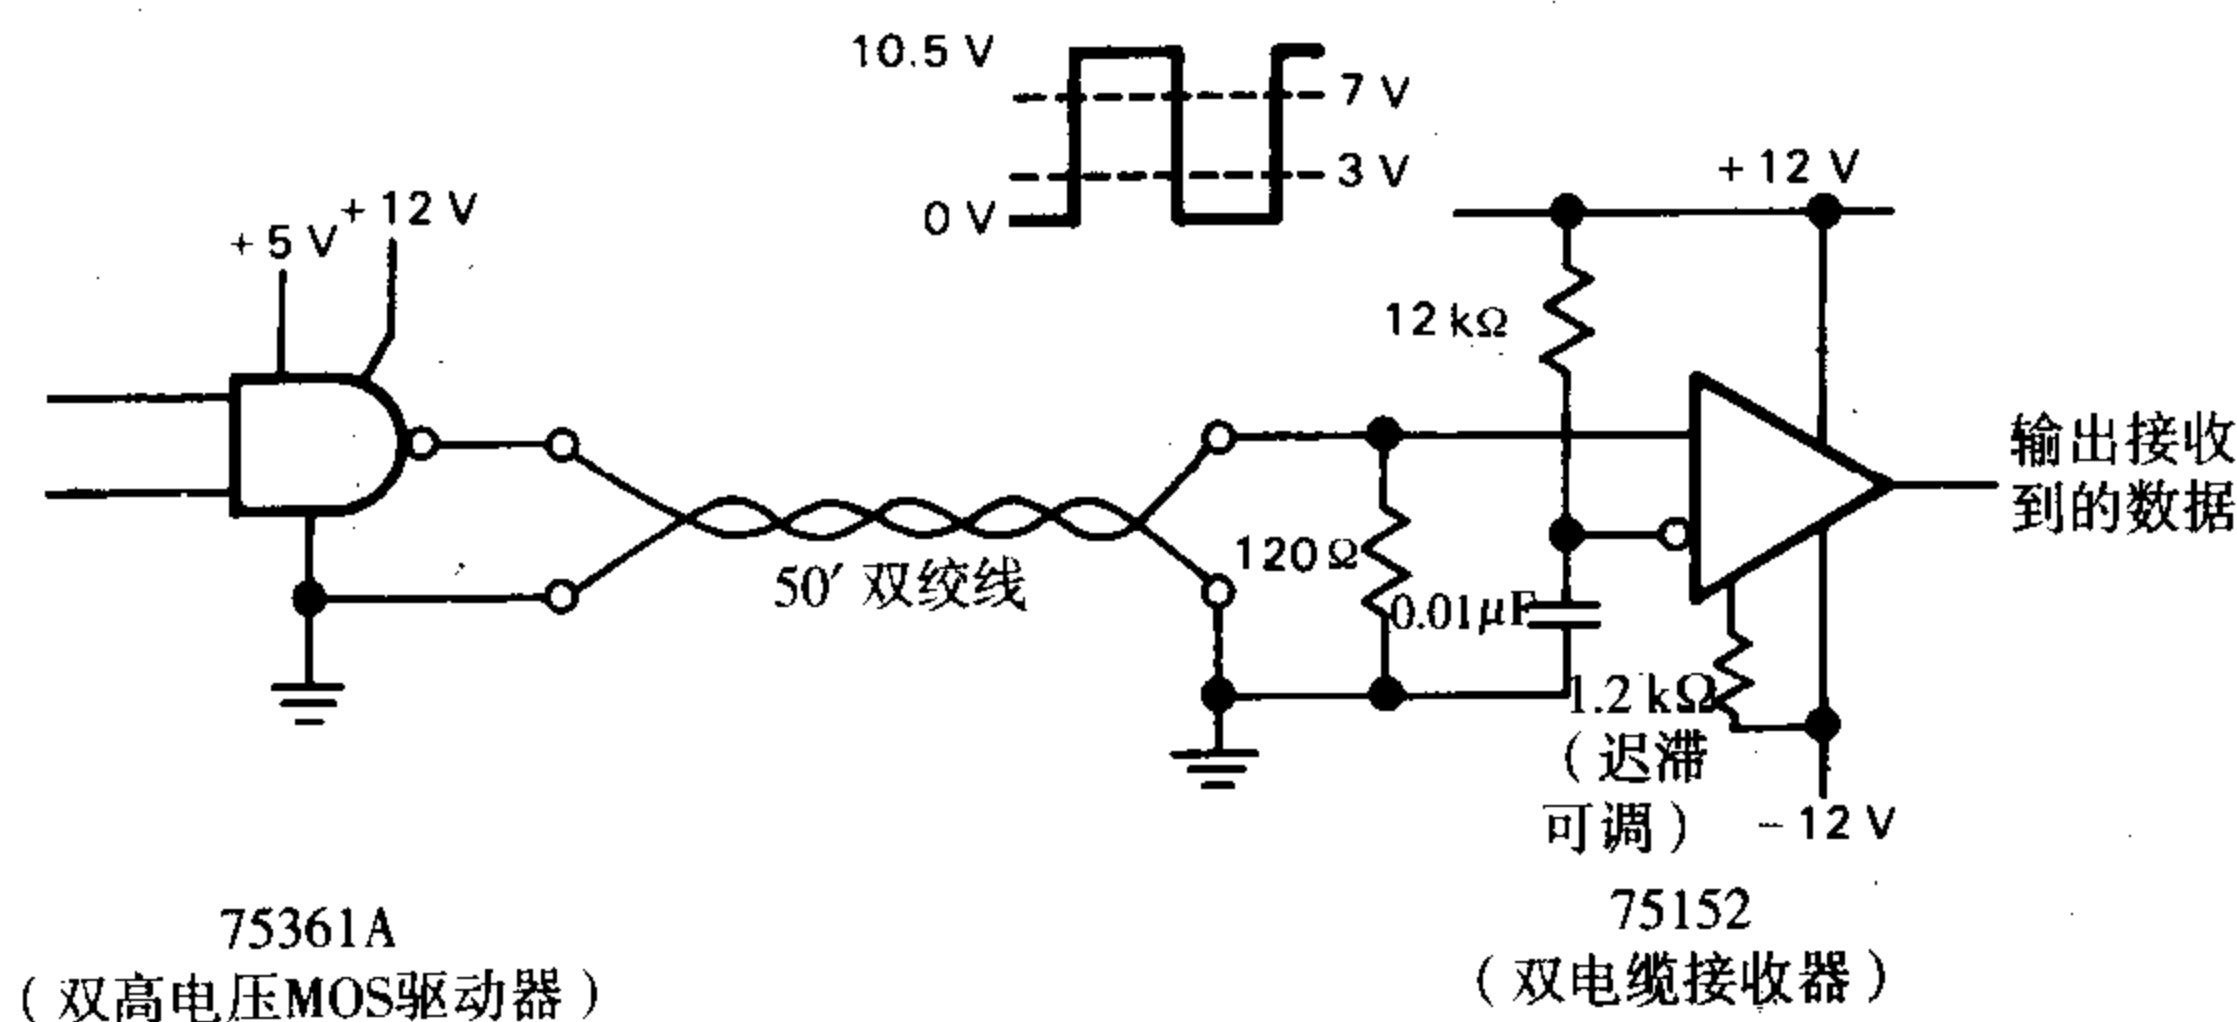 10.5 V
7 V
3 V
0 V
+ 5 V
+ 12 V
+ 12 V
12 kΩ
输出接收
到的数据
120 Ω
0.01μF
50′ 双绞线
1.2 kΩ
（迟滞
可调）
− 12 V
75361A
（双高电压MOS驱动器）
75152
（双电缆接收器）